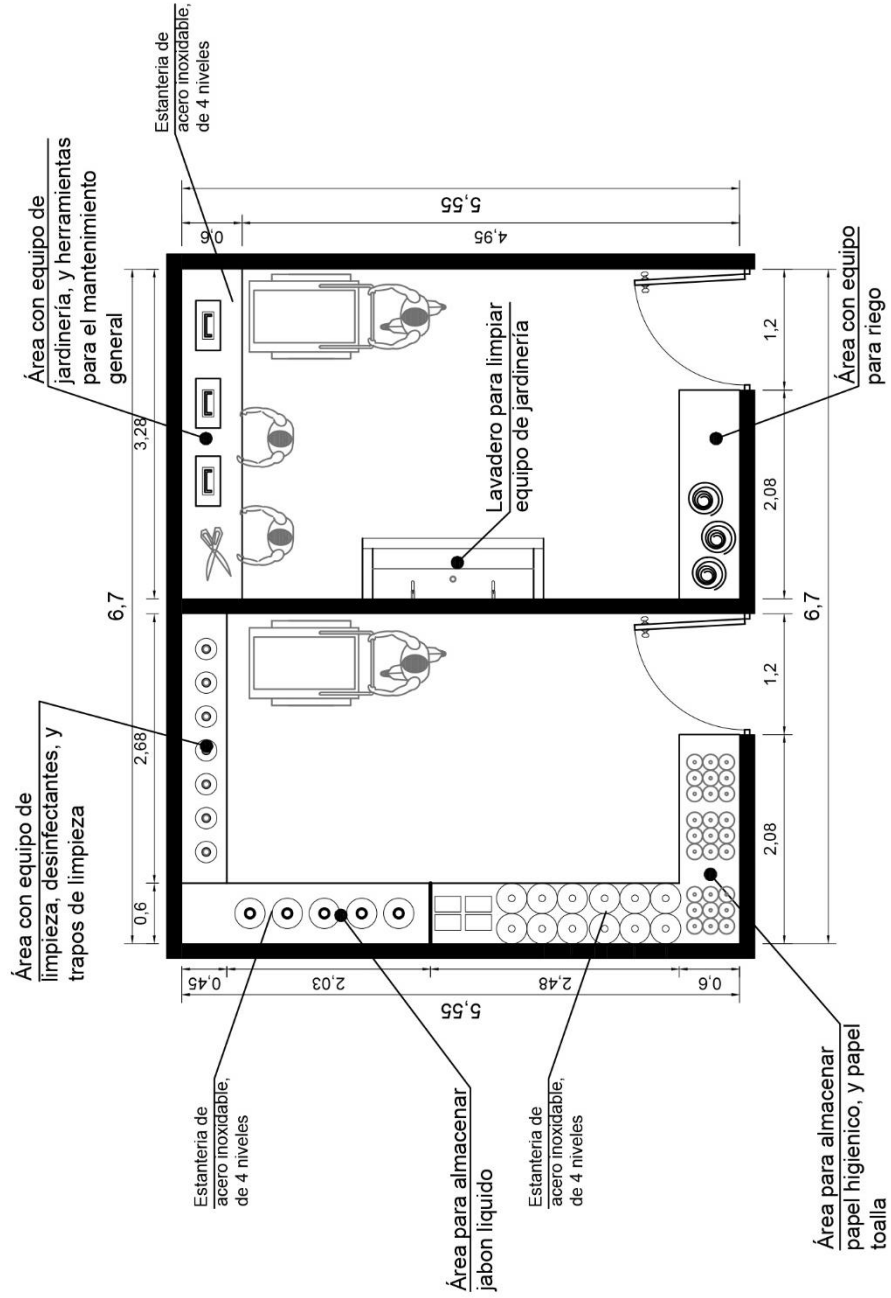 Área con equipo de
limpieza, desinfectantes, y
trapos de limpieza
Área con equipo de
jardinería, y herramientas
para el mantenimiento
general
Estanteria de
acero inoxidable,
de 4 niveles
6,7
0,6
2,68
3,28
Estanteria de
acero inoxidable,
de 4 niveles
0,45
2,03
2,48
0,6
5,55
0,6
4,95
5,55
Área para almacenar
jabon liquido
Lavadero para limpiar
equipo de jardinería
Estanteria de
acero inoxidable,
de 4 niveles
2,08
1,2
2,08
1,2
6,7
Área para almacenar
papel higienico, y papel
toalla
Área con equipo
para riego